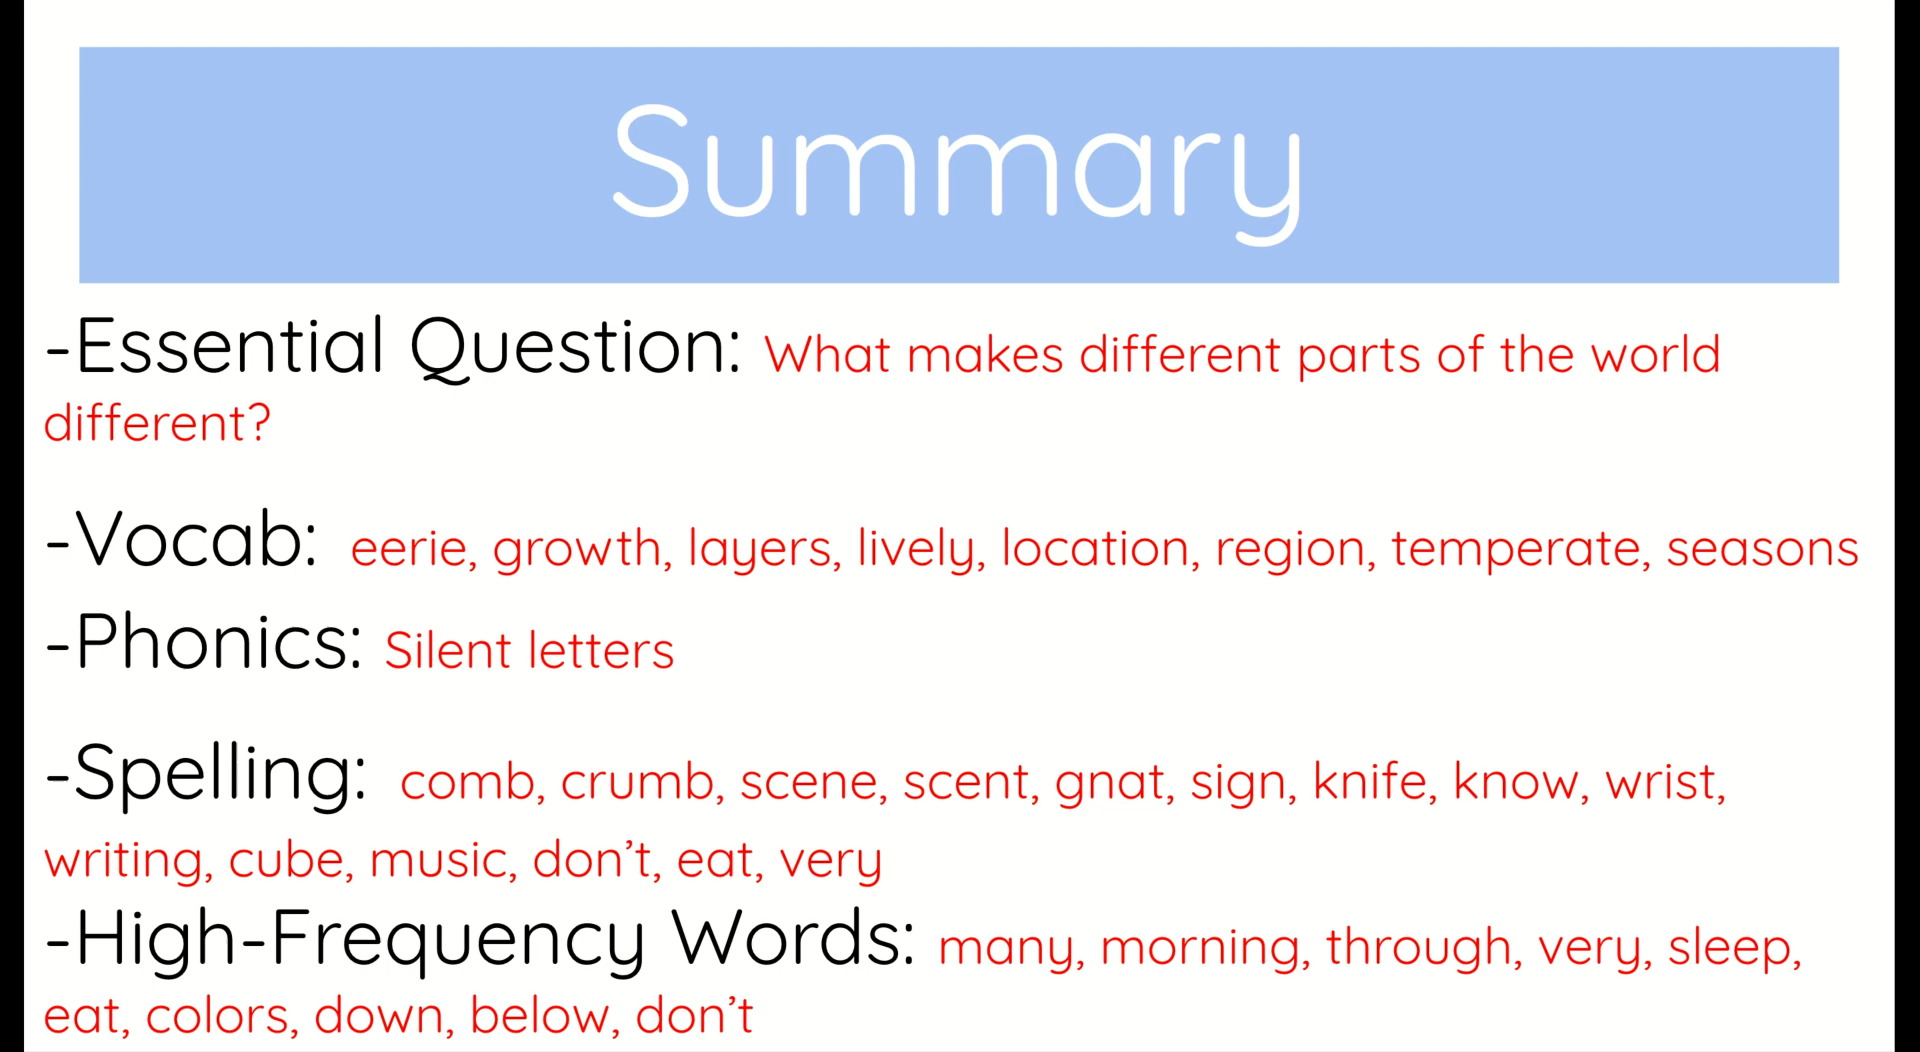 Summary
-Essential Question: What makes different parts of the world
different?
-Vocab: eerie, growth, layers, lively, location, region, temperate, seasons
-Phonics: Silent letters
-Spelling: comb, crumb, scene, scent, gnat, sign, knife, know, wrist,
writing, cube, music, don’t, eat, very
-High-Frequency Words: many, morning, through, very, sleep,
eat, colors, down, below, don’t